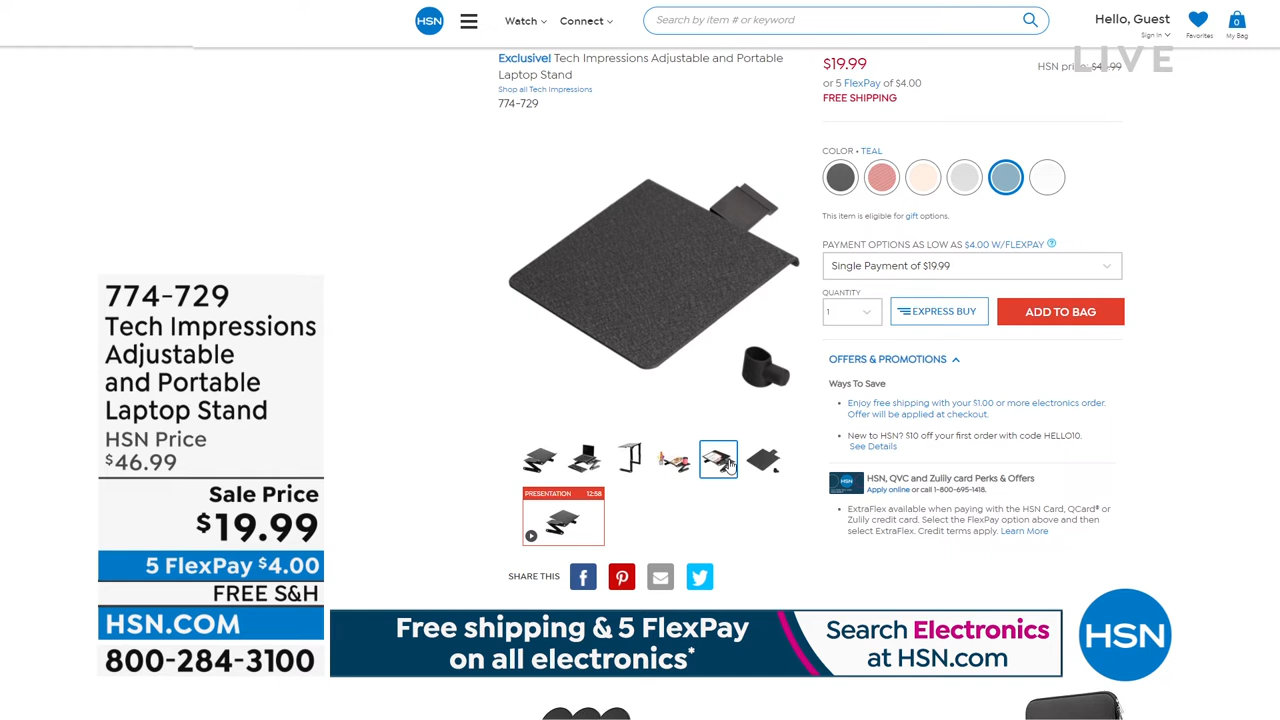 HSN
Watch
Connect
Search by item # or keyword
Hello, Guest
Sign in
Favorites
0
My Bag
LIVE
Exclusive! Tech Impressions Adjustable and Portable
Laptop Stand
Shop all Tech Impressions
774-729
$19.99
HSN price: $46.99
or 5 FlexPay of $4.00
FREE SHIPPING
COLOR • TEAL
This item is eligible for gift options.
PAYMENT OPTIONS AS LOW AS $4.00 W/FLEXPAY ?
Single Payment of $19.99
QUANTITY
1
EXPRESS BUY
ADD TO BAG
OFFERS & PROMOTIONS
Ways To Save
• Enjoy free shipping with your $1.00 or more electronics order.
Offer will be applied at checkout.
• New to HSN? $10 off your first order with code HELLO10.
See Details
HSN
HSN, QVC and Zulily card Perks & Offers
Apply online or call 1-800-695-1418.
• ExtraFlex available when paying with the HSN Card, QCard® or
Zulily credit card. Select the FlexPay option above and then
select ExtraFlex. Credit terms apply. Learn More
PRESENTATION 12:58
SHARE THIS
774-729
Tech Impressions
Adjustable
and Portable
Laptop Stand
HSN Price
$46.99
Sale Price
$19.99
5 FlexPay $4.00
FREE S&H
HSN.COM
800-284-3100
Free shipping & 5 FlexPay
on all electronics*
Search Electronics
at HSN.com
HSN